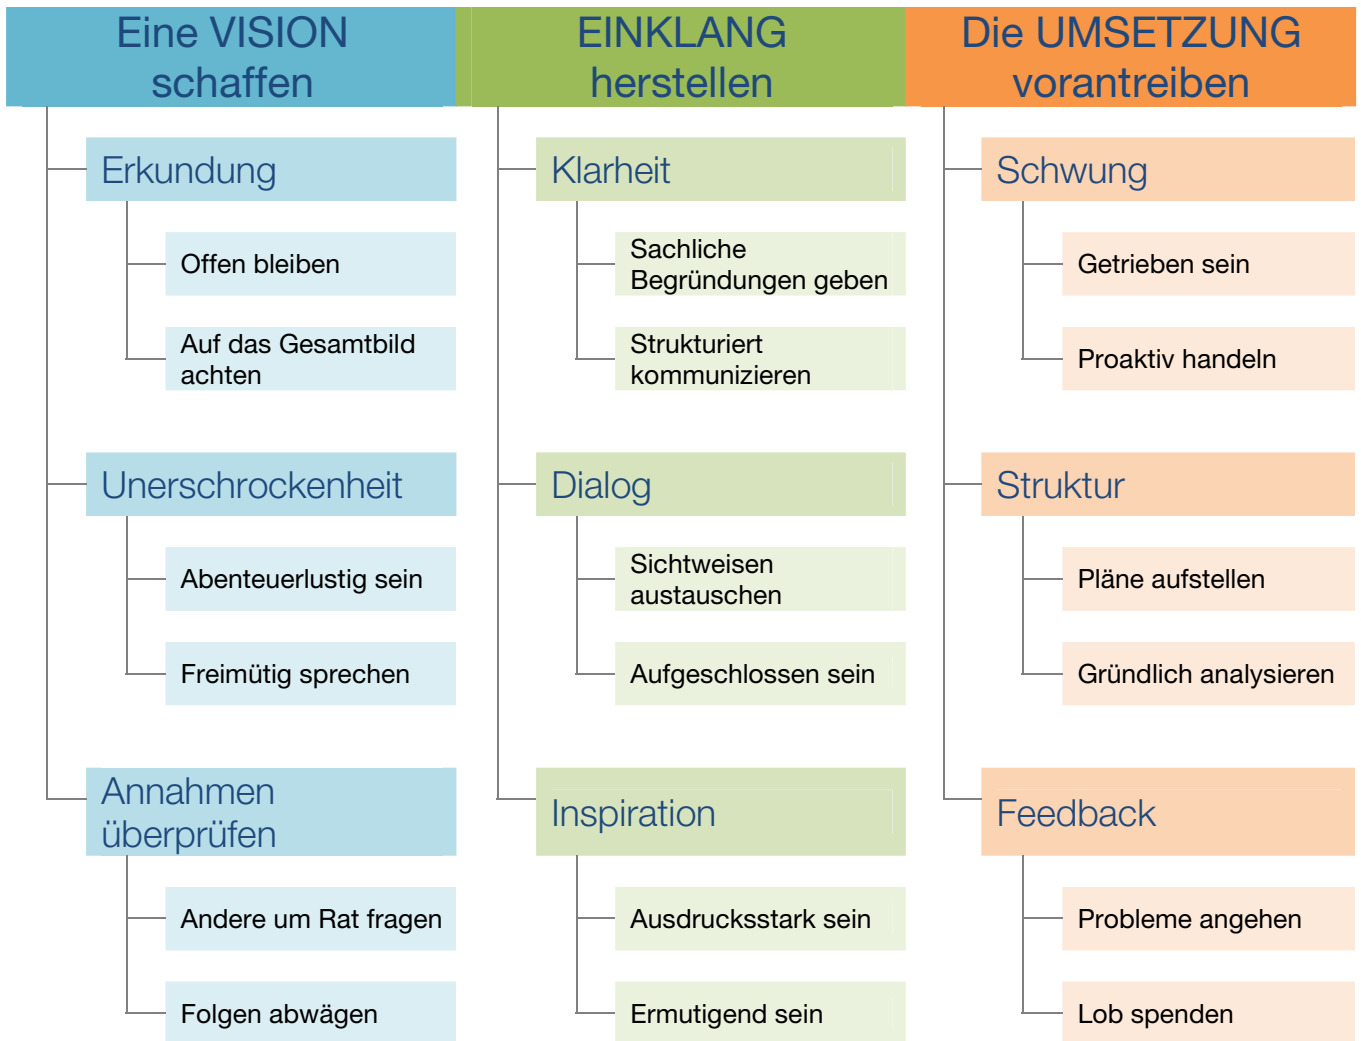 Eine VISION
schaffen
Erkundung
Offen bleiben
Auf das Gesamtbild
achten
Unerschrockenheit
Abenteuerlustig sein
Freimütig sprechen
Annahmen
überprüfen
Andere um Rat fragen
Folgen abwägen
EINKLANG
herstellen
Klarheit
Sachliche
Begründungen geben
Strukturiert
kommunizieren
Dialog
Sichtweisen
austauschen
Aufgeschlossen sein
Inspiration
Ausdrucksstark sein
Ermutigend sein
Die UMSETZUNG
vorantreiben
Schwung
Getrieben sein
Proaktiv handeln
Struktur
Pläne aufstellen
Gründlich analysieren
Feedback
Probleme angehen
Lob spenden